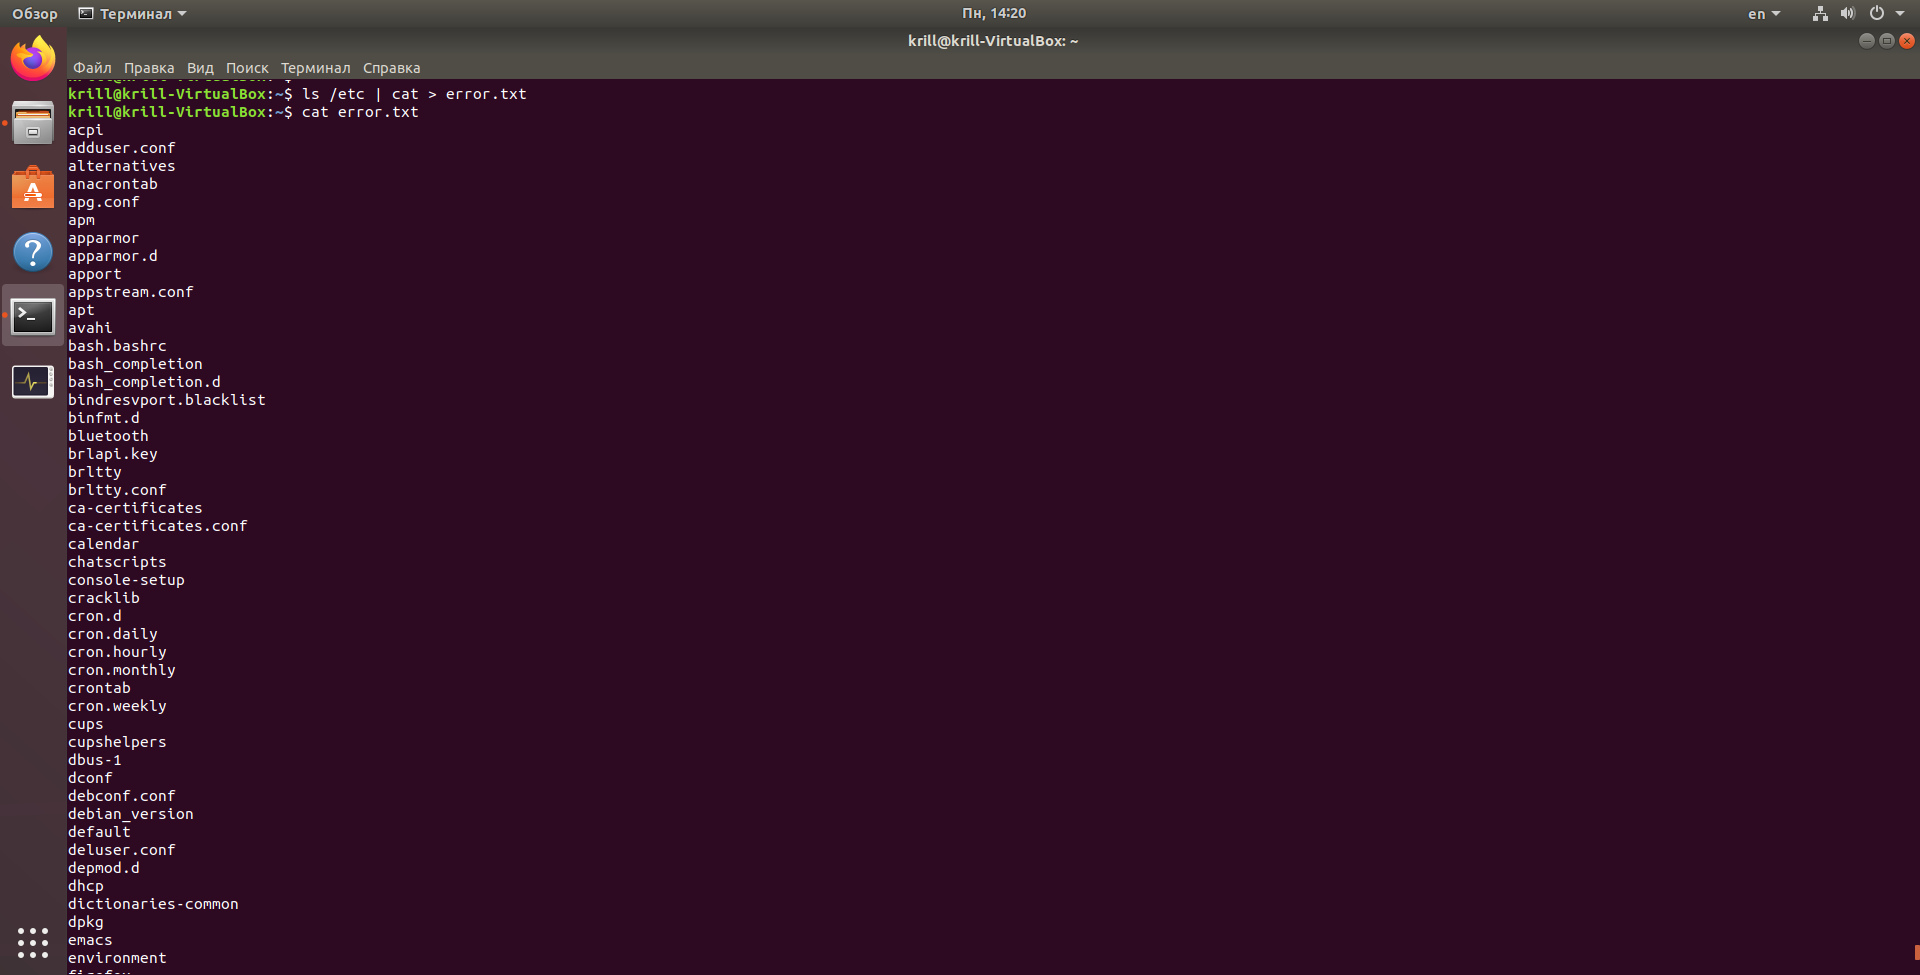 Обзор Терминал Пн, 14:20 en
krill@krill-VirtualBox: ~
Файл Правка Вид Поиск Терминал Справка
krill@krill-VirtualBox:~$
krill@krill-VirtualBox:~$ ls /etc | cat > error.txt
krill@krill-VirtualBox:~$ cat error.txt
acpi
adduser.conf
alternatives
anacrontab
apg.conf
apm
apparmor
apparmor.d
apport
appstream.conf
apt
avahi
bash.bashrc
bash_completion
bash_completion.d
bindresvport.blacklist
binfmt.d
bluetooth
brlapi.key
brltty
brltty.conf
ca-certificates
ca-certificates.conf
calendar
chatscripts
console-setup
cracklib
cron.d
cron.daily
cron.hourly
cron.monthly
crontab
cron.weekly
cups
cupshelpers
dbus-1
dconf
debconf.conf
debian_version
default
deluser.conf
depmod.d
dhcp
dictionaries-common
dpkg
emacs
environment
firefox